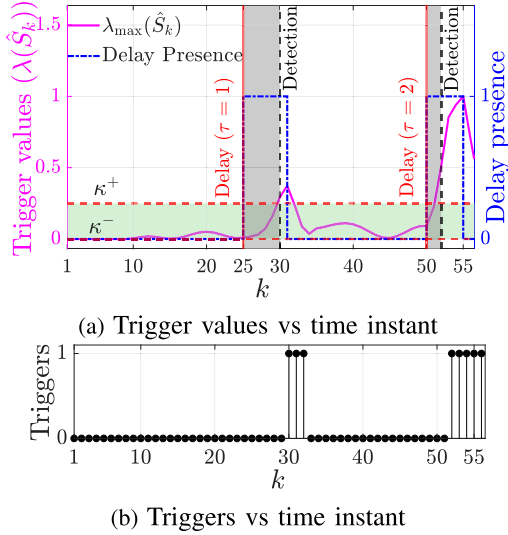 Trigger values (λ(Ŝₖ))
1.5
1
0.5
0
λmax(Ŝₖ)
Delay Presence
Delay (τ = 1)
Detection
Delay (τ = 2)
Detection
κ⁺
κ⁻
1
0
Delay presence
1 10 20 25 30 40 50 55
k
(a) Trigger values vs time instant
Triggers
1
0
1 10 20 30 40 50 55
k
(b) Triggers vs time instant